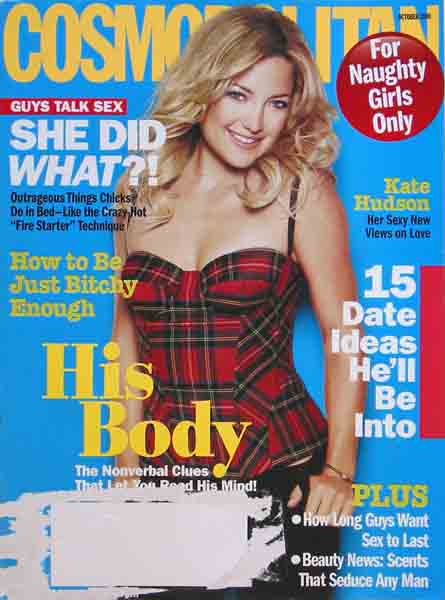 COSMOPOLITAN
OCTOBER 2008
For
Naughty
Girls
Only
GUYS TALK SEX
SHE DID
WHAT?!
Outrageous Things Chicks
Do in Bed—Like the Crazy-Hot
"Fire Starter" Technique
Kate
Hudson
Her Sexy New
Views on Love
How to Be
Just Bitchy
Enough
15
Date
Ideas
He'll
Be
Into
His
Body
The Nonverbal Clues
That Let You Read His Mind!
PLUS
•How Long Guys Want
Sex to Last
•Beauty News: Scents
That Seduce Any Man